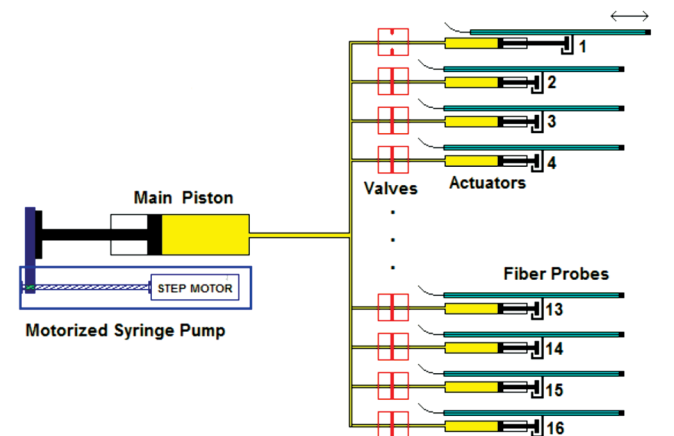 1
2
3
4
Valves
Actuators
Main Piston
STEP MOTOR
Motorized Syringe Pump
Fiber Probes
13
14
15
16